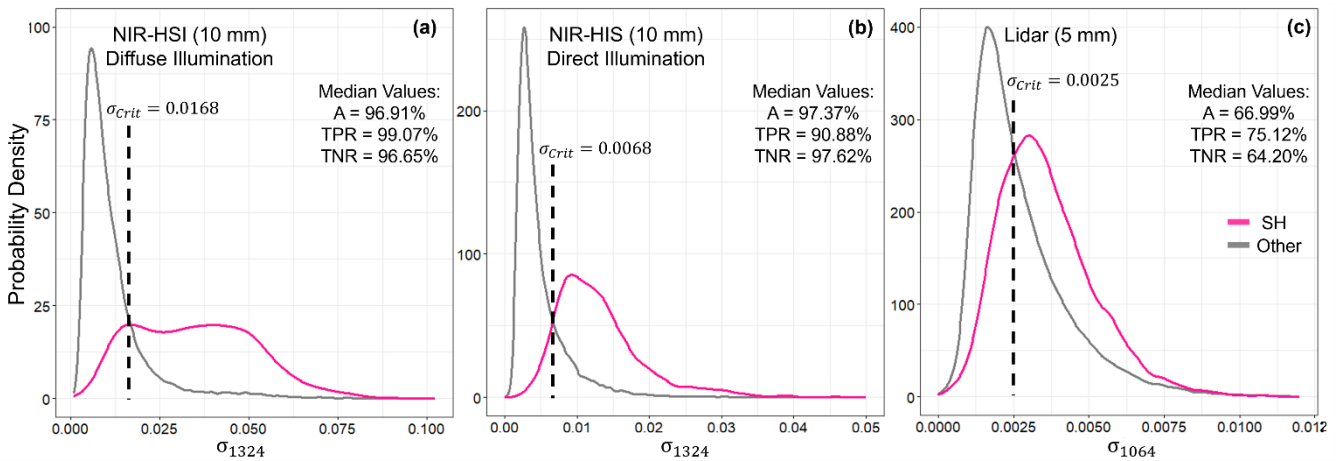 (a)
NIR-HSI (10 mm)
Diffuse Illumination
σCrit = 0.0168
Median Values:
A = 96.91%
TPR = 99.07%
TNR = 96.65%
Probability Density
100
75
50
25
0
0.000 0.025 0.050 0.075 0.100
σ1324
(b)
NIR-HIS (10 mm)
Direct Illumination
σCrit = 0.0068
Median Values:
A = 97.37%
TPR = 90.88%
TNR = 97.62%
200
100
0
0.00 0.01 0.02 0.03 0.04 0.05
σ1324
(c)
Lidar (5 mm)
σCrit = 0.0025
Median Values:
A = 66.99%
TPR = 75.12%
TNR = 64.20%
SH
Other
400
300
200
100
0
0.0000 0.0025 0.0050 0.0075 0.0100 0.012
σ1064